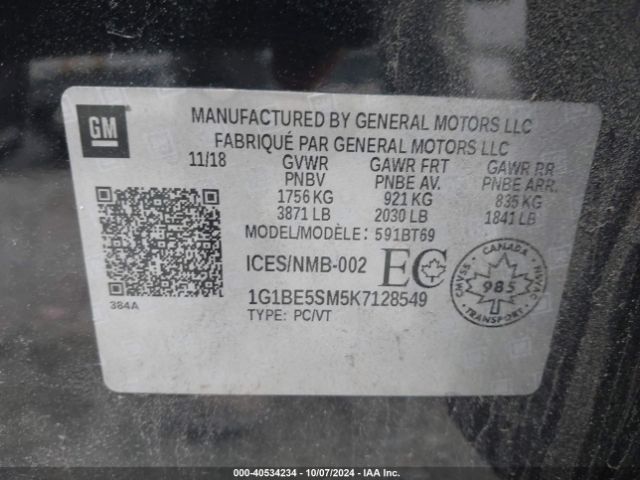 GM
MANUFACTURED BY GENERAL MOTORS LLC
FABRIQUÉ PAR GENERAL MOTORS LLC
11/18 GVWR GAWR FRT GAWR RR
PNBV PNBE AV. PNBE ARR.
1756 KG 921 KG 835 KG
3871 LB 2030 LB 1841 LB
MODEL/MODÈLE: 591BT69
ICES/NMB-002 EC
1G1BE5SM5K7128549
TYPE: PC/VT
384A
CANADA
CMVSS 985 NVAC
TRANSPORT
000-40534234 - 10/07/2024 - IAA Inc.